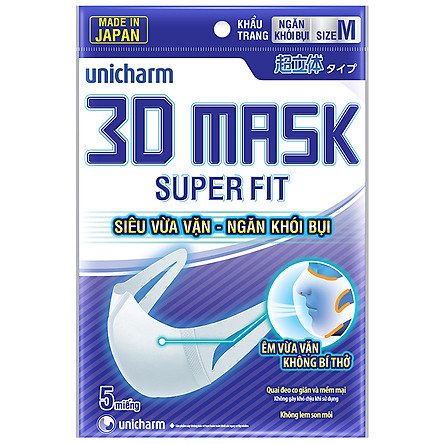 MADE IN
JAPAN
KHẨU
TRANG
NGĂN
KHÓI BỤI
SIZE M
unicharm
超立体タイプ
3D MASK
SUPER FIT
SIÊU VỪA VẶN - NGĂN KHÓI BỤI
ÊM VỪA VẶN
KHÔNG BÍ THỞ
Quai đeo co giãn và mềm mại
Không gây khó chịu khi sử dụng
Không lem son môi
5 miếng
unicharm